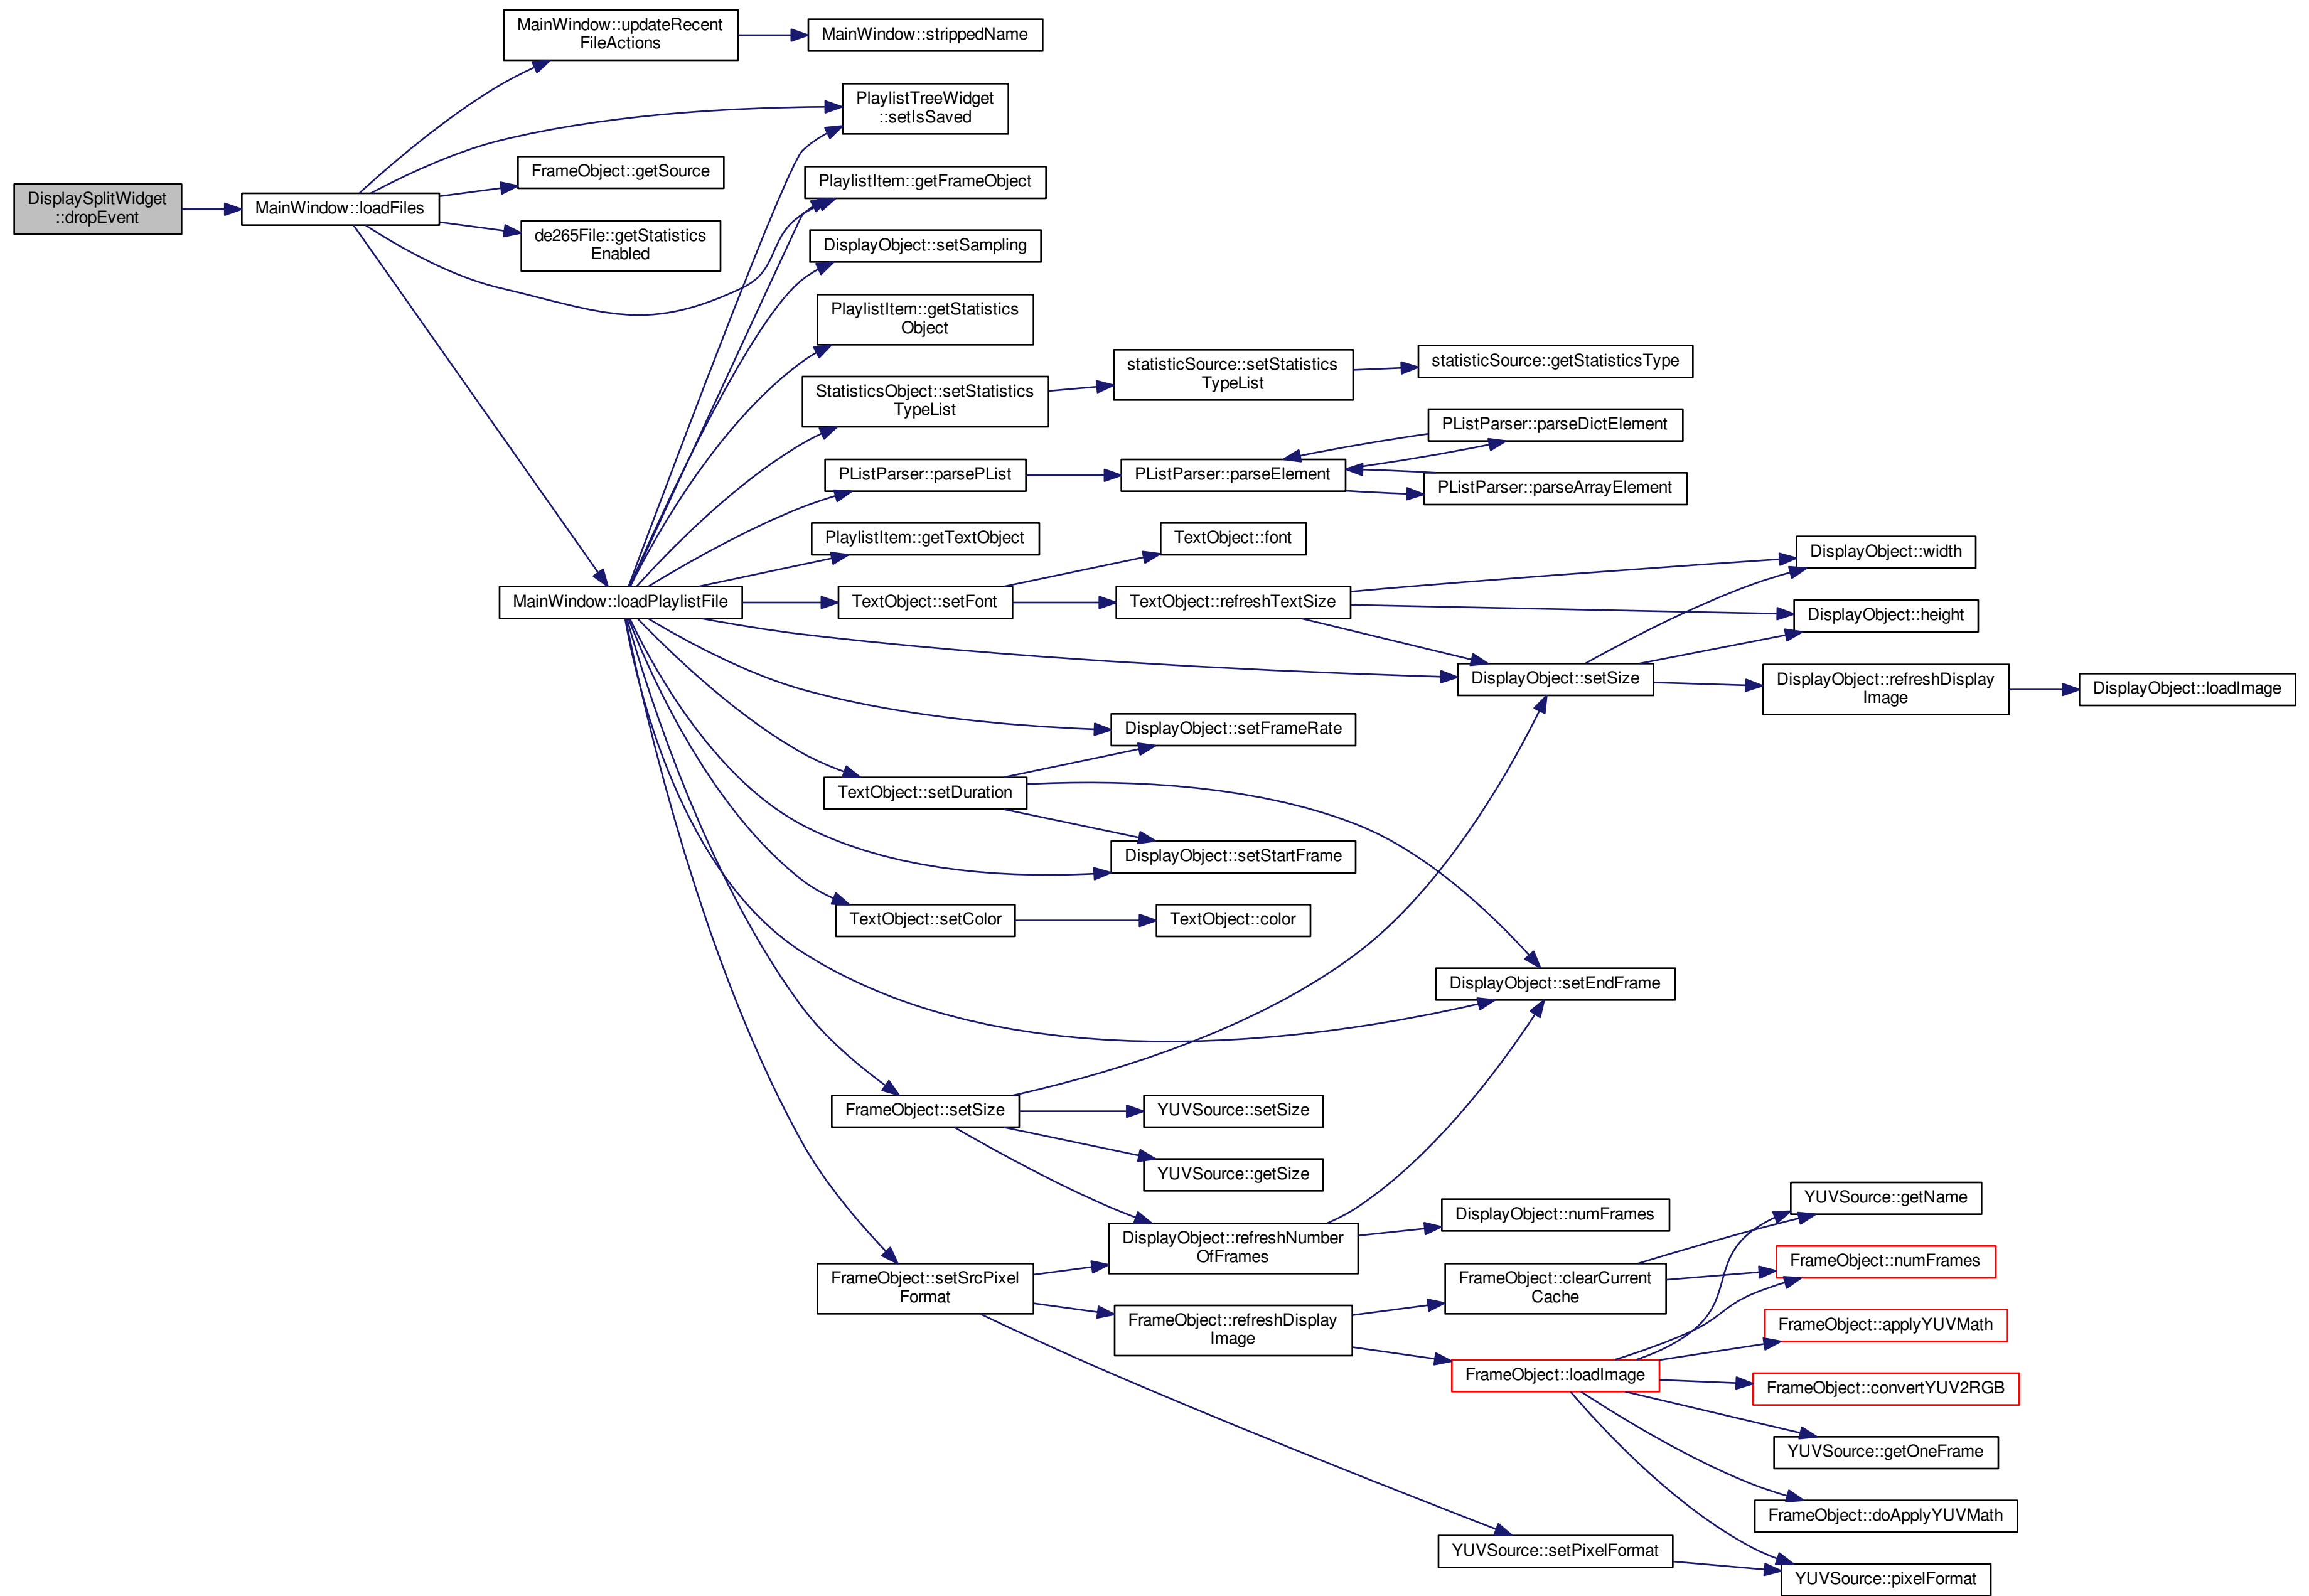 MainWindow::updateRecent
FileActions
MainWindow::strippedName
PlaylistTreeWidget
::setIsSaved
FrameObject::getSource
PlaylistItem::getFrameObject
DisplaySplitWidget
::dropEvent
MainWindow::loadFiles
de265File::getStatistics
Enabled
DisplayObject::setSampling
PlaylistItem::getStatistics
Object
StatisticsObject::setStatistics
TypeList
statisticSource::setStatistics
TypeList
statisticSource::getStatisticsType
PListParser::parseDictElement
PListParser::parsePList
PListParser::parseElement
PListParser::parseArrayElement
PlaylistItem::getTextObject
TextObject::font
DisplayObject::width
MainWindow::loadPlaylistFile
TextObject::setFont
TextObject::refreshTextSize
DisplayObject::height
DisplayObject::setSize
DisplayObject::refreshDisplay
Image
DisplayObject::loadImage
DisplayObject::setFrameRate
TextObject::setDuration
DisplayObject::setStartFrame
TextObject::setColor
TextObject::color
DisplayObject::setEndFrame
FrameObject::setSize
YUVSource::setSize
YUVSource::getSize
YUVSource::getName
DisplayObject::numFrames
DisplayObject::refreshNumber
OfFrames
FrameObject::numFrames
FrameObject::setSrcPixel
Format
FrameObject::clearCurrent
Cache
FrameObject::refreshDisplay
Image
FrameObject::applyYUVMath
FrameObject::loadImage
FrameObject::convertYUV2RGB
YUVSource::getOneFrame
FrameObject::doApplyYUVMath
YUVSource::setPixelFormat
YUVSource::pixelFormat